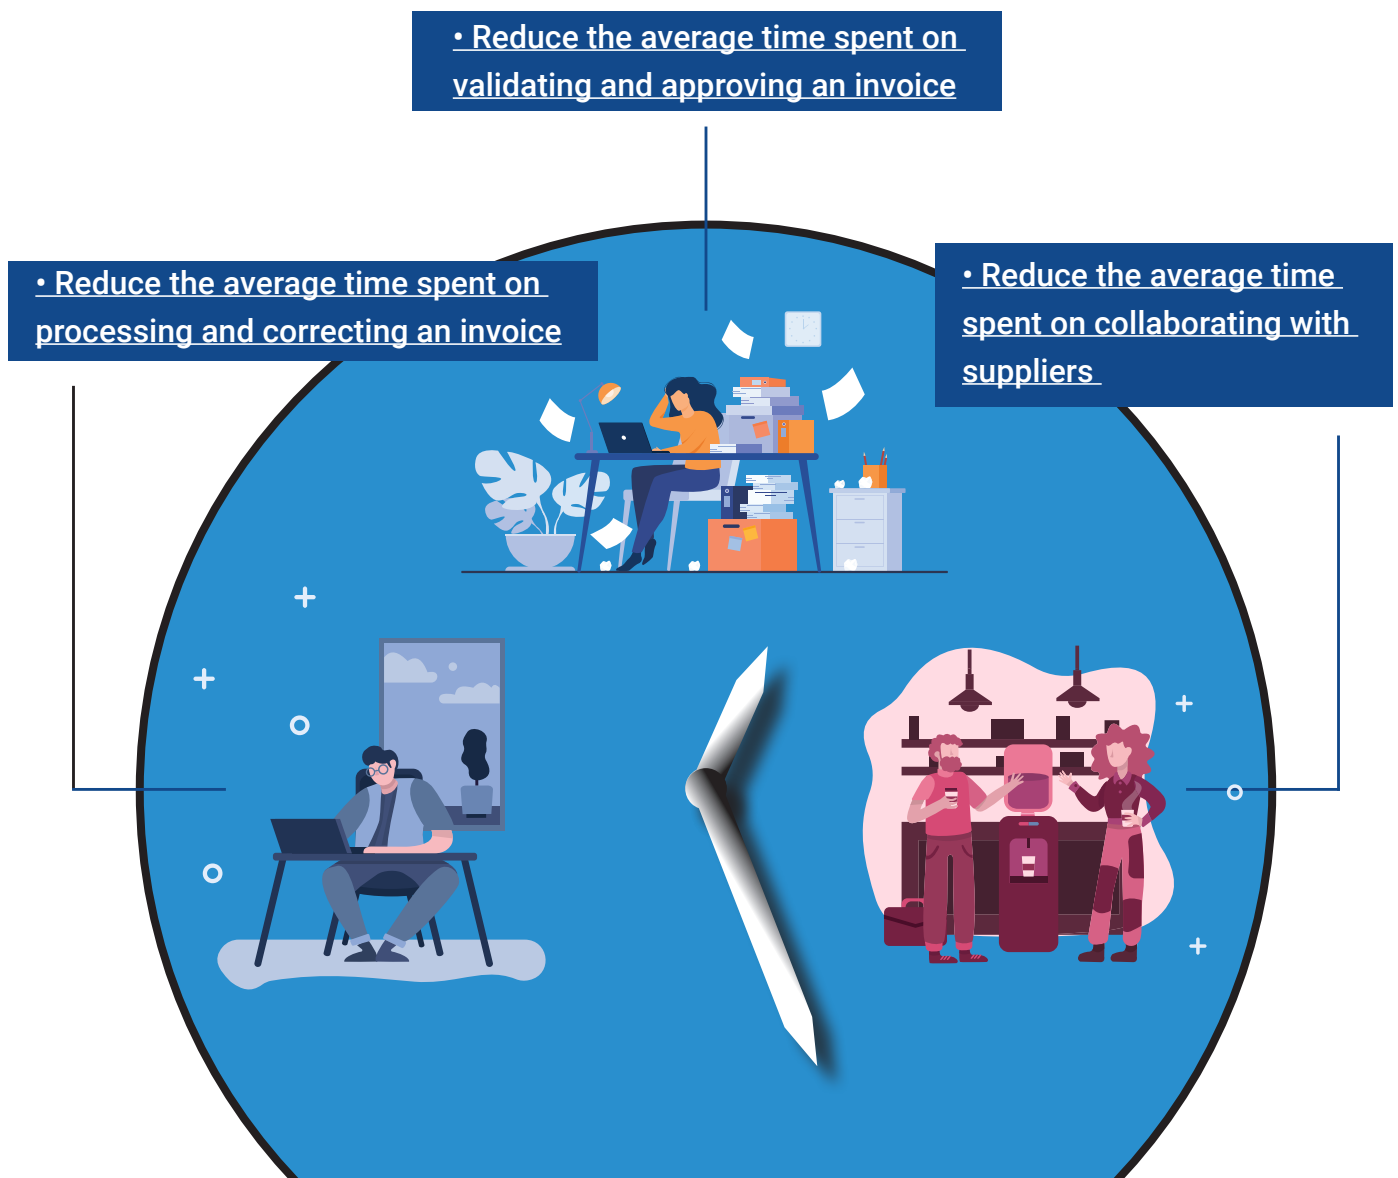 • Reduce the average time spent on
validating and approving an invoice
• Reduce the average time spent on
processing and correcting an invoice
• Reduce the average time
spent on collaborating with
suppliers